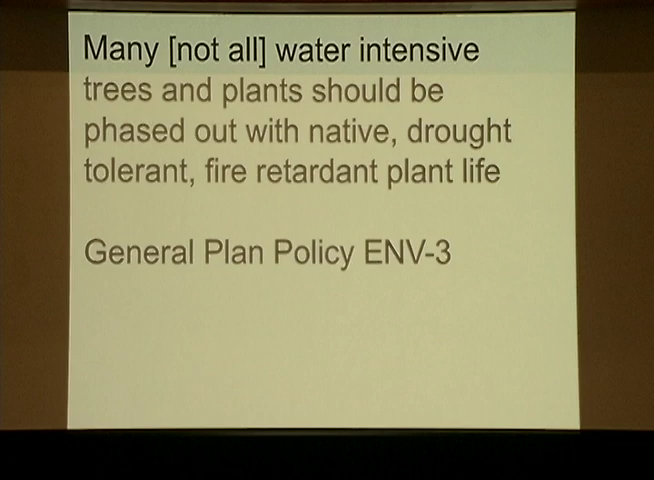 Many [not all] water intensive
trees and plants should be
phased out with native, drought
tolerant, fire retardant plant life
General Plan Policy ENV-3